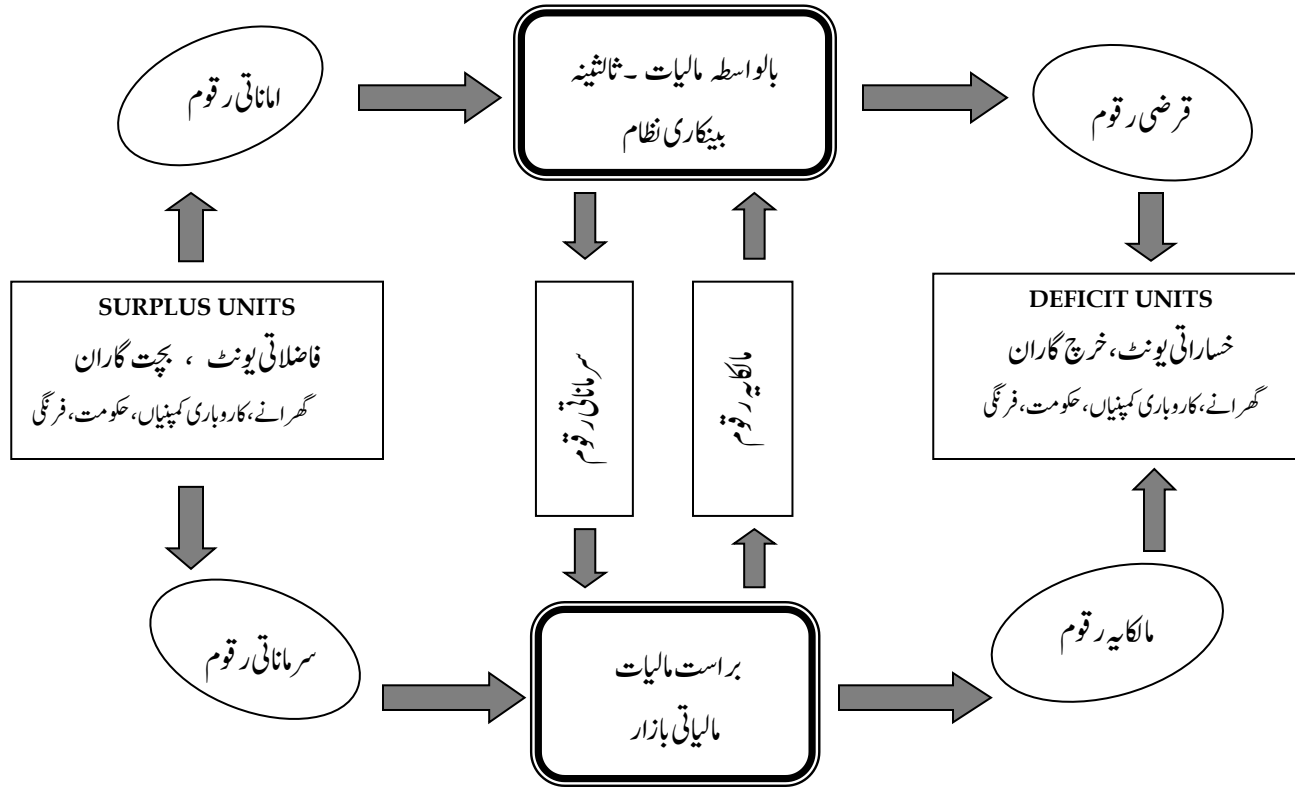 اماناتی رقوم
بالواسطہ مالیات ۔ ثالثینہ
بینکاری نظام
قرضی رقوم
SURPLUS UNITS
فاضلاتی یونٹ ، بچت گاران
گھرانے، کاروباری کمپنیاں، حکومت، فرنگی
سرماناتی رقوم
مالکایہ رقوم
DEFICIT UNITS
خساراتی یونٹ، خرچ گاران
گھرانے، کاروباری کمپنیاں، حکومت، فرنگی
سرماناتی رقوم
براست مالیات
مالیاتی بازار
مالکایہ رقوم